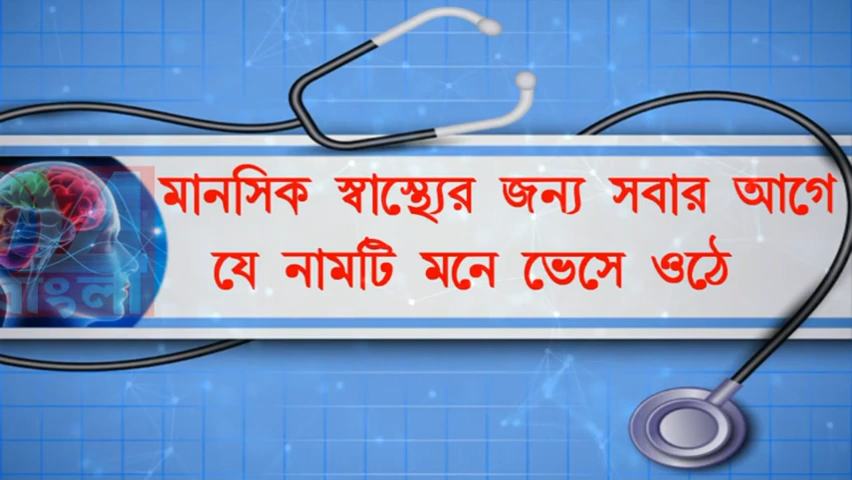 মানসিক স্বাস্থ্যের জন্য সবার আগে
যে নামটি মনে ভেসে ওঠে
বাংলা